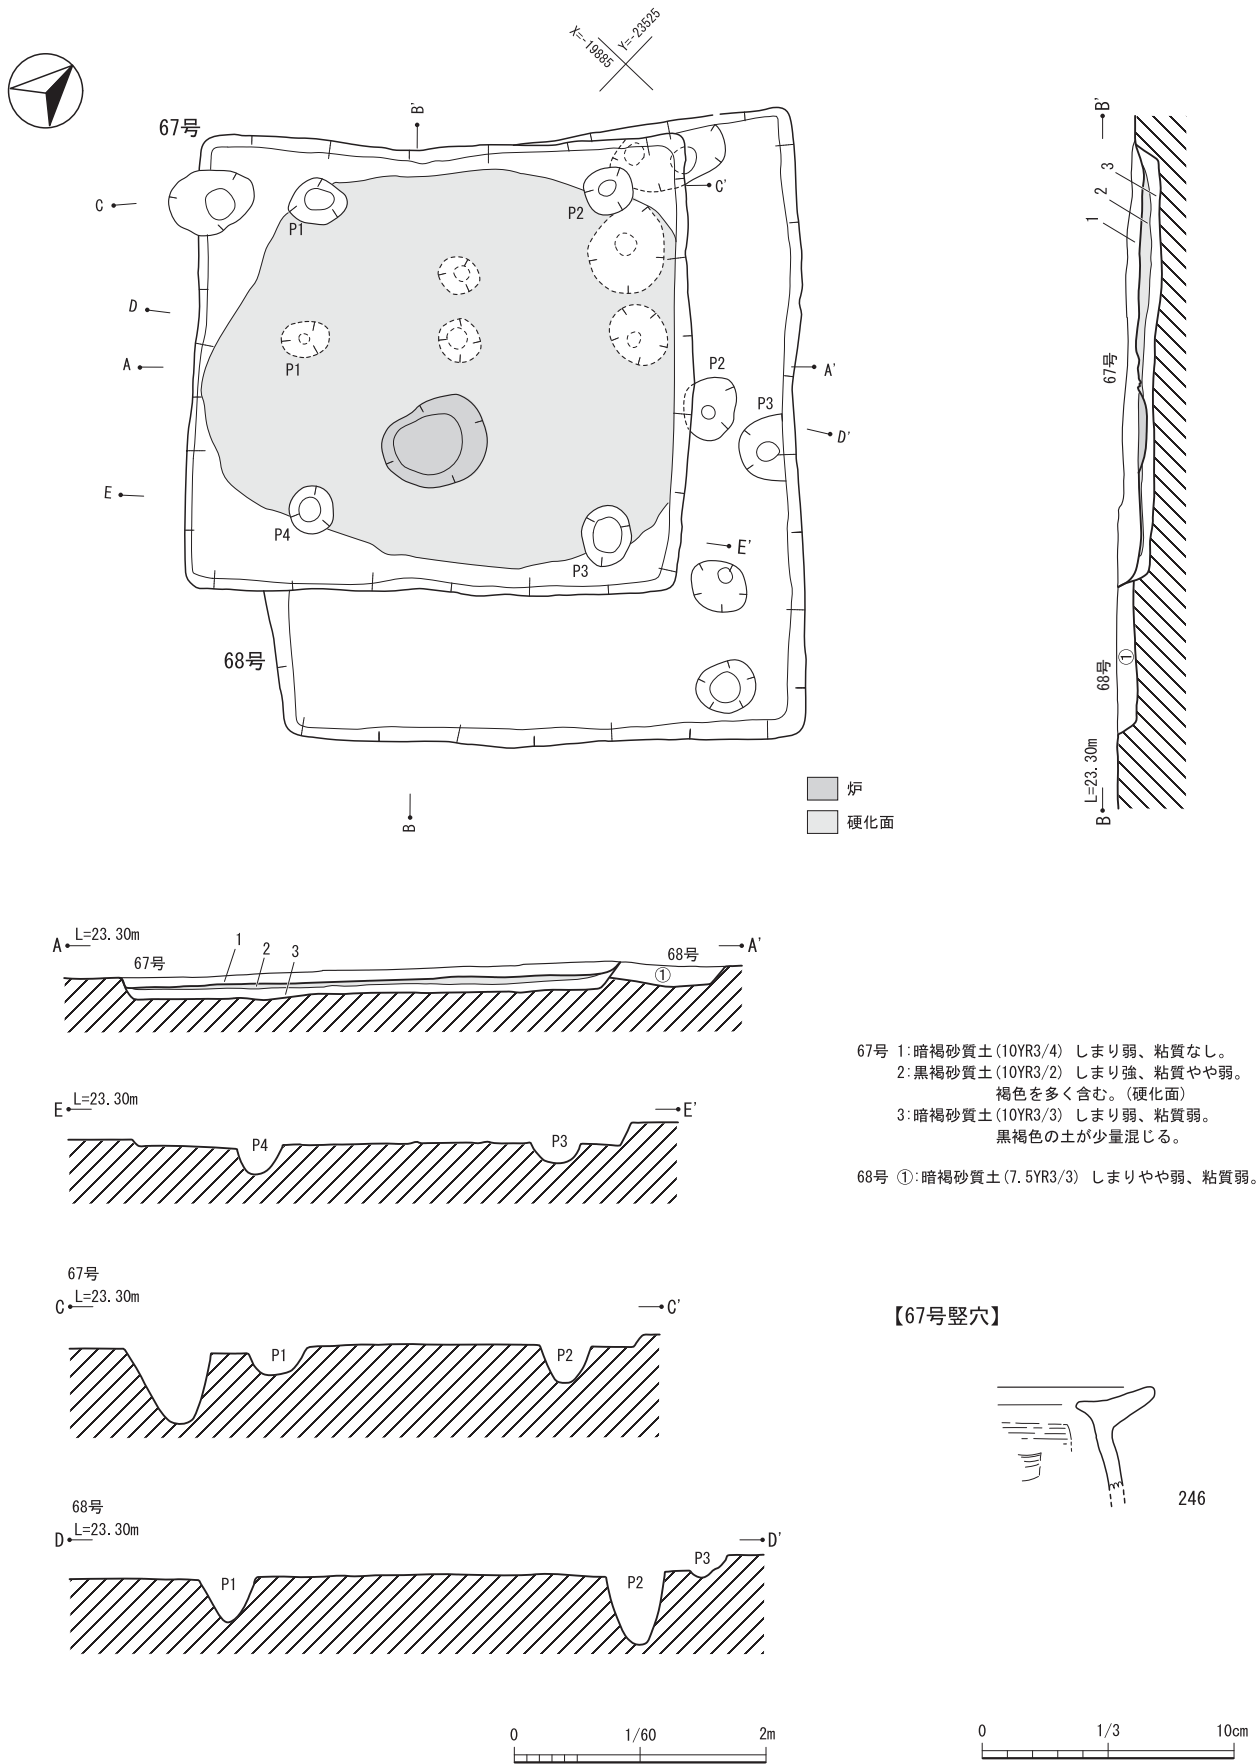 X=-19885
Y=-23525
67号
B'
C
C'
P1
P2
D
P1
A
A'
P2
P3
D'
E
P4
P3
E'
68号
B
炉
硬化面
B'
3
2
1
67号
68号
①
L=23.30m
B
A L=23.30m
67号
1
2
3
68号
①
A'
E L=23.30m
P4
P3
E'
67号 1:暗褐砂質土(10YR3/4) しまり弱、粘質なし。
2:黒褐砂質土(10YR3/2) しまり強、粘質やや弱。
褐色を多く含む。(硬化面)
3:暗褐砂質土(10YR3/3) しまり弱、粘質弱。
黒褐色の土が少量混じる。
68号 ①:暗褐砂質土(7.5YR3/3) しまりやや弱、粘質弱。
67号
C L=23.30m
P1
P2
C'
【67号竪穴】
246
68号
D L=23.30m
P1
P2
P3
D'
0 1/60 2m
0 1/3 10cm